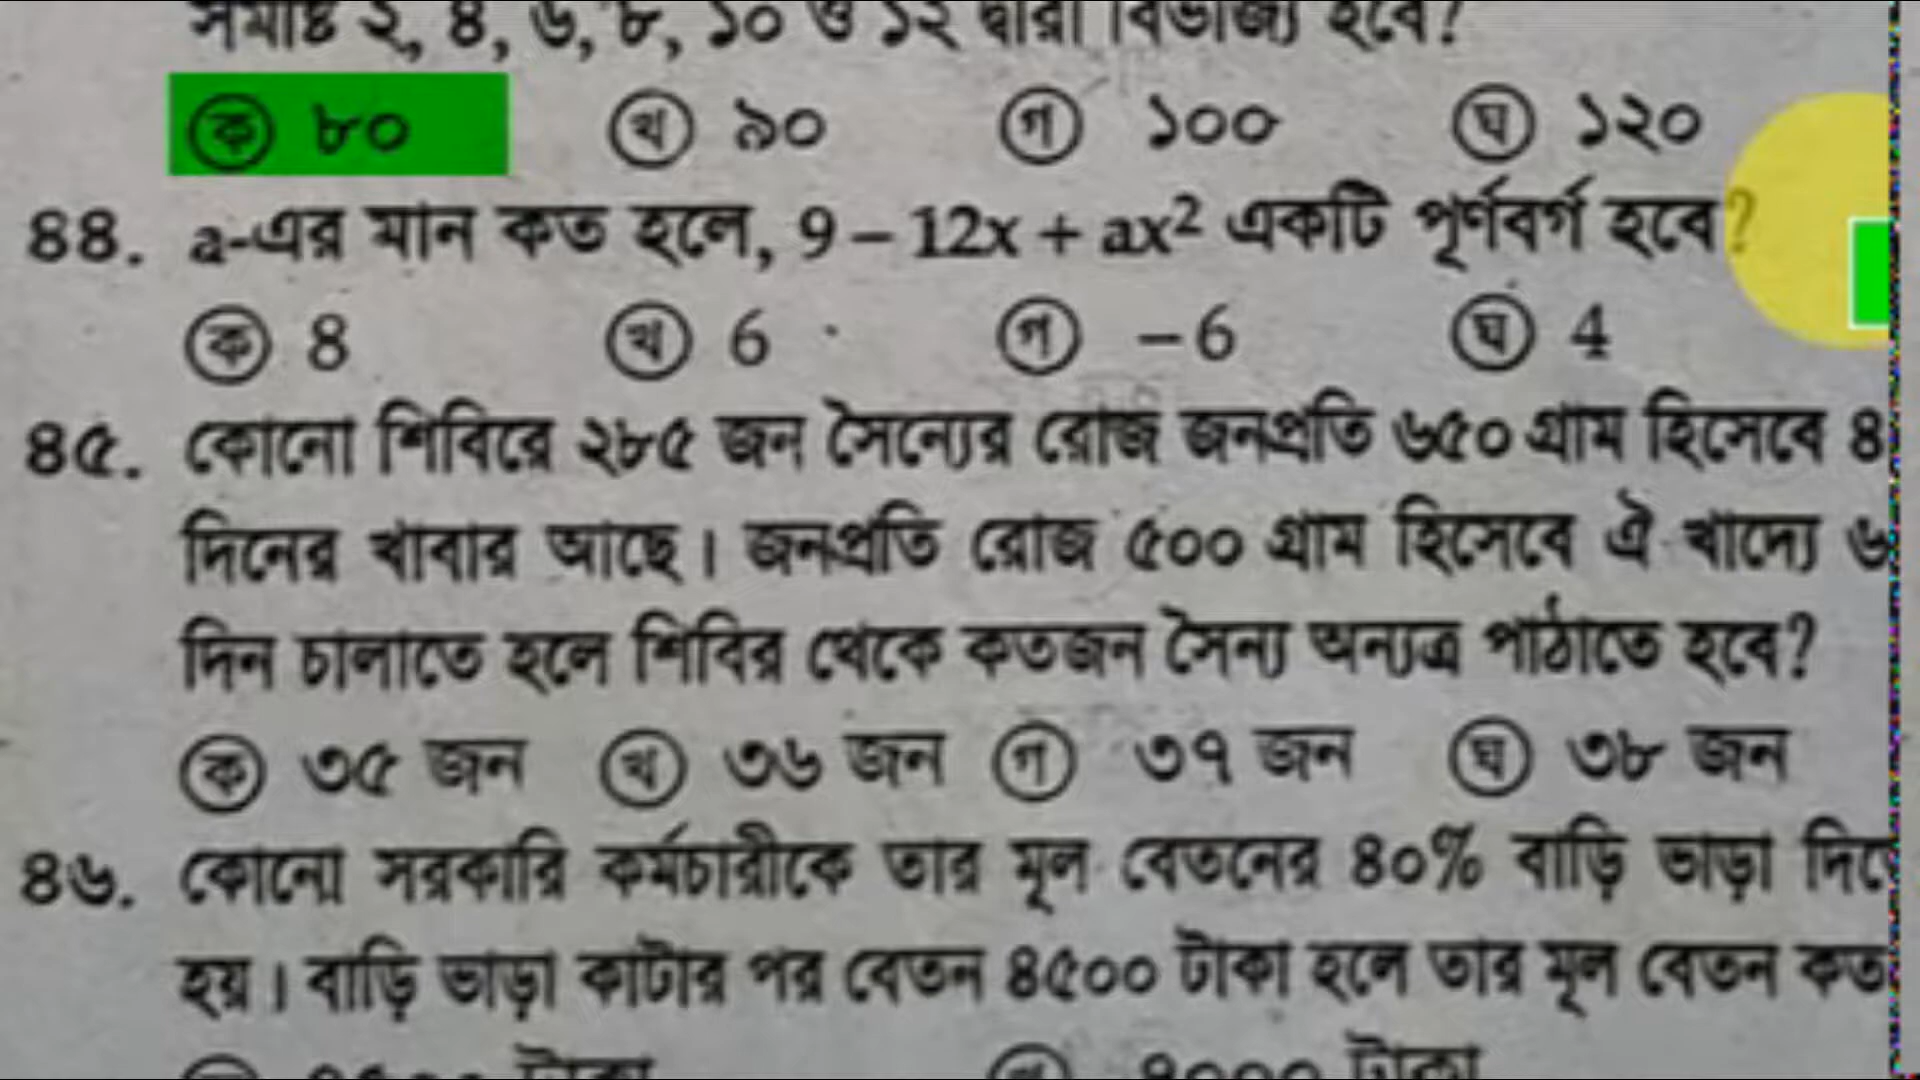 সমষ্টি ২, ৪, ৬, ৮, ১০ ও ১২ দ্বারা বিভাজ্য হবে?
ক ৮০ খ ৯০ গ ১০০ ঘ ১২০
৪৪. a-এর মান কত হলে, 9 – 12x + ax² একটি পূর্ণবর্গ হবে?
ক 8 খ 6 গ – 6 ঘ 4
৪৫. কোনো শিবিরে ২৮৫ জন সৈন্যের রোজ জনপ্রতি ৬৫০ গ্রাম হিসেবে
দিনের খাবার আছে। জনপ্রতি রোজ ৫০০ গ্রাম হিসেবে ঐ খাদ্যে
দিন চালাতে হলে শিবির থেকে কতজন সৈন্য অন্যত্র পাঠাতে হবে?
ক ৩৫ জন খ ৩৬ জন গ ৩৭ জন ঘ ৩৮ জন
৪৬. কোনো সরকারি কর্মচারীকে তার মূল বেতনের ৪০% বাড়ি ভাড়া
হয়। বাড়ি ভাড়া কাটার পর বেতন ৪৫০০ টাকা হলে তার মূল বেতন কত
টাকা টাকা